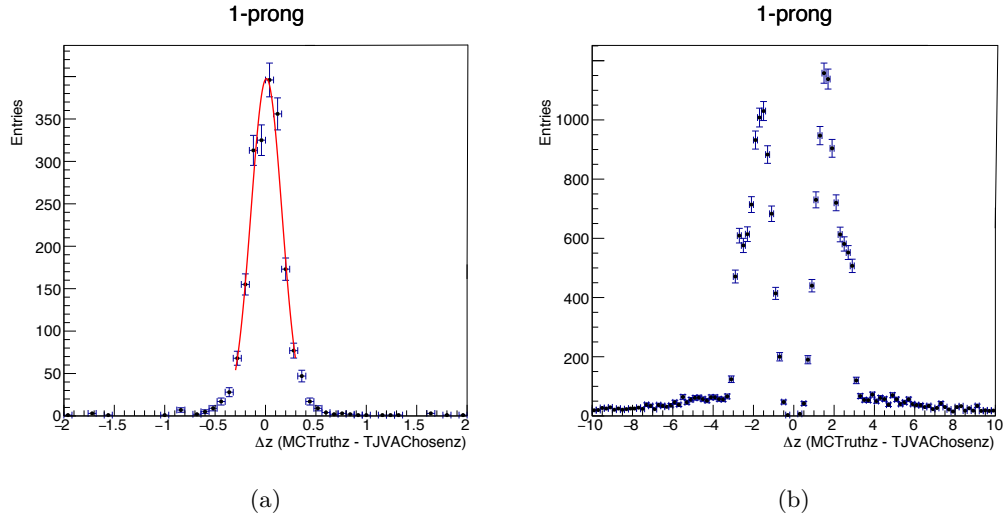 1-prong
Entries
350
300
250
200
150
100
50
0
−2 −1.5 −1 −0.5 0 0.5 1 1.5 2
Δz (MCTruthz - TJVAChosenz)
(a)
1-prong
Entries
1200
1000
800
600
400
200
0
−10 −8 −6 −4 −2 0 2 4 6 8 10
Δz (MCTruthz - TJVAChosenz)
(b)